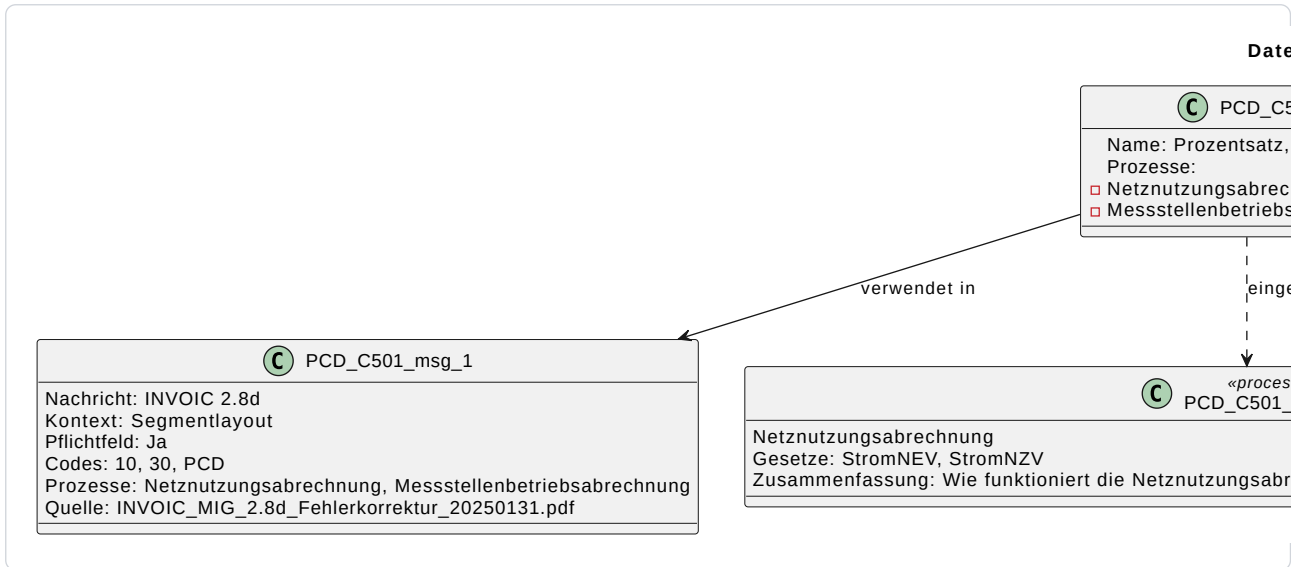 Date
C PCD_C5
Name: Prozentsatz,
Prozesse:
Netznutzungsabrec
Messstellenbetriebs
verwendet in
einge
C PCD_C501_msg_1
Nachricht: INVOIC 2.8d
Kontext: Segmentlayout
Pflichtfeld: Ja
Codes: 10, 30, PCD
Prozesse: Netznutzungsabrechnung, Messstellenbetriebsabrechnung
Quelle: INVOIC_MIG_2.8d_Fehlerkorrektur_20250131.pdf
«proces
C PCD_C501_
Netznutzungsabrechnung
Gesetze: StromNEV, StromNZV
Zusammenfassung: Wie funktioniert die Netznutzungsabr